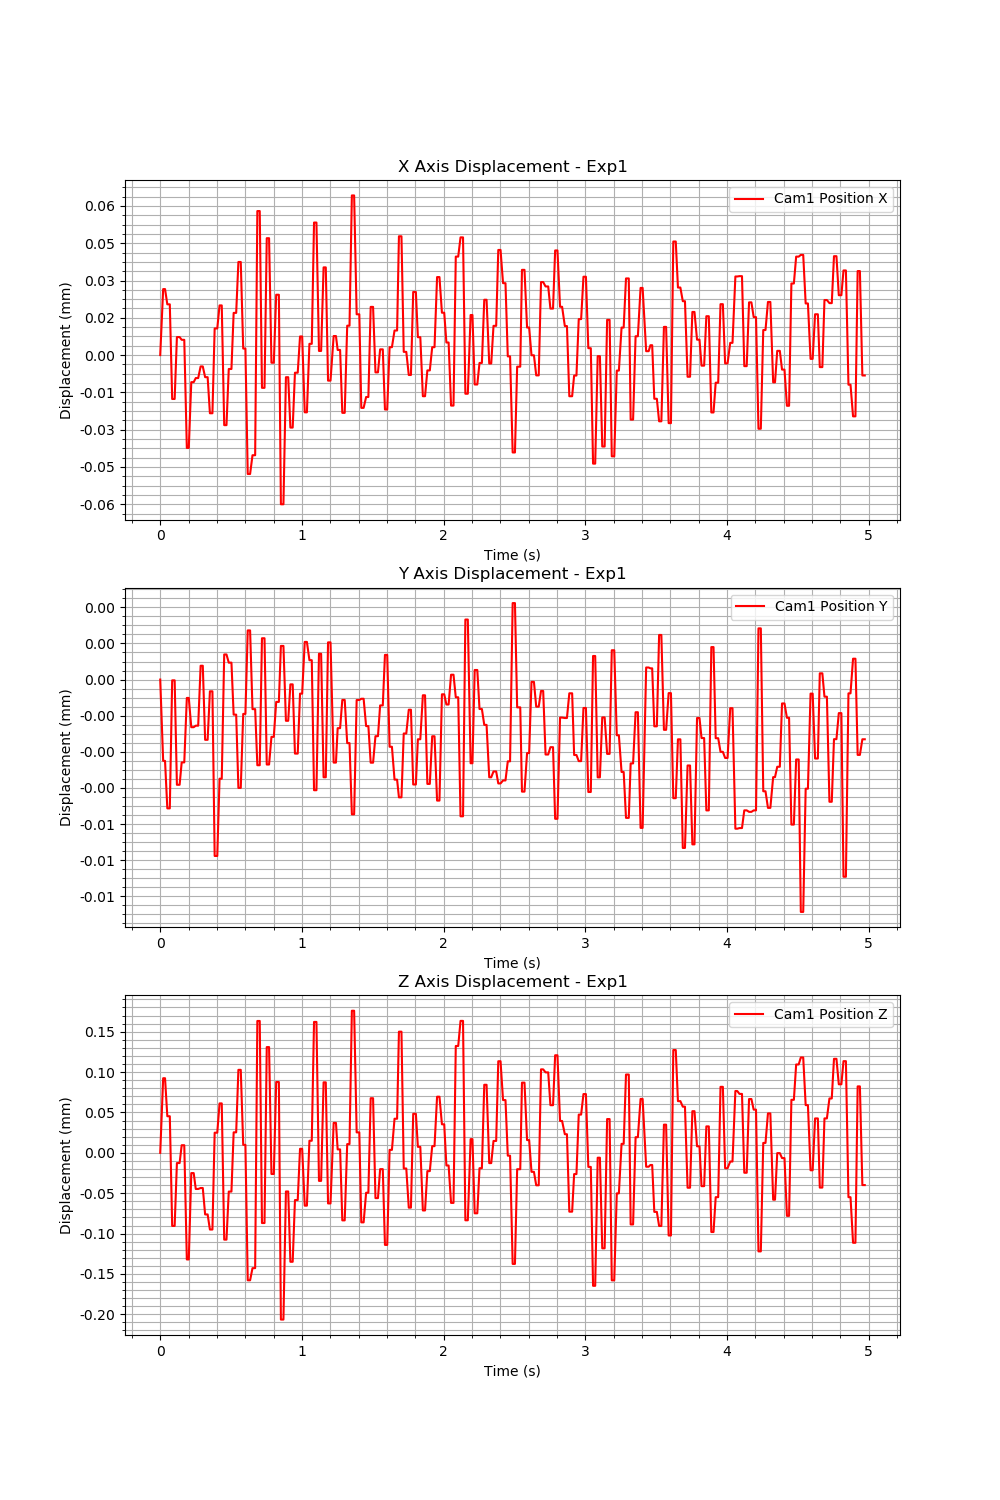 X Axis Displacement - Exp1
Cam1 Position X
Displacement (mm)
0.06
0.05
0.03
0.02
0.00
-0.01
-0.03
-0.05
-0.06
0 1 2 3 4 5
Time (s)
Y Axis Displacement - Exp1
Cam1 Position Y
Displacement (mm)
0.00
0.00
0.00
-0.00
-0.00
-0.00
-0.01
-0.01
-0.01
0 1 2 3 4 5
Time (s)
Z Axis Displacement - Exp1
Cam1 Position Z
Displacement (mm)
0.15
0.10
0.05
0.00
-0.05
-0.10
-0.15
-0.20
0 1 2 3 4 5
Time (s)